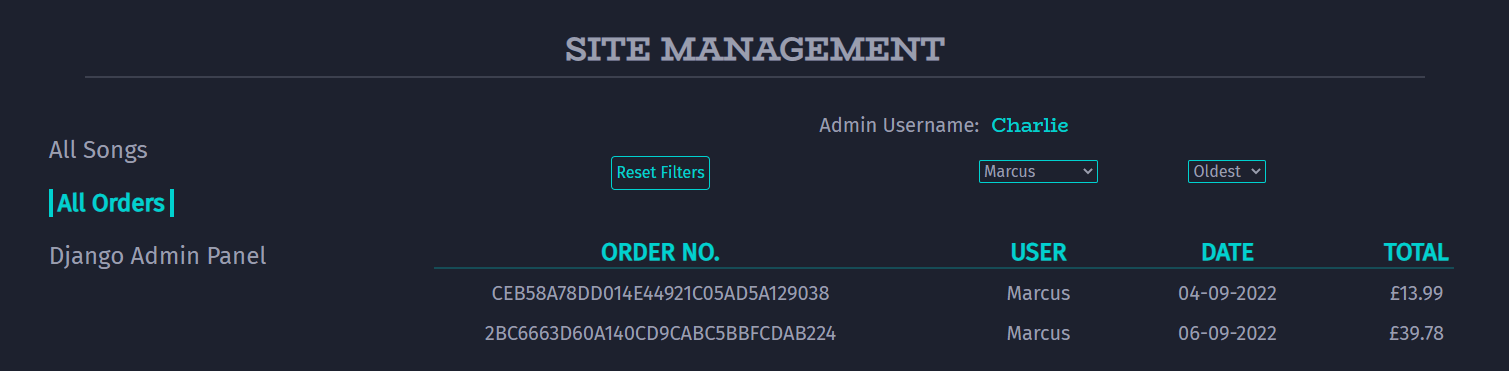 SITE MANAGEMENT
Admin Username: Charlie
All Songs
Reset Filters Marcus Oldest
All Orders
Django Admin Panel
ORDER NO. USER DATE TOTAL
CEB58A78DD014E44921C05AD5A129038 Marcus 04-09-2022 £13.99
2BC6663D60A140CD9CABC5BBFCDAB224 Marcus 06-09-2022 £39.78